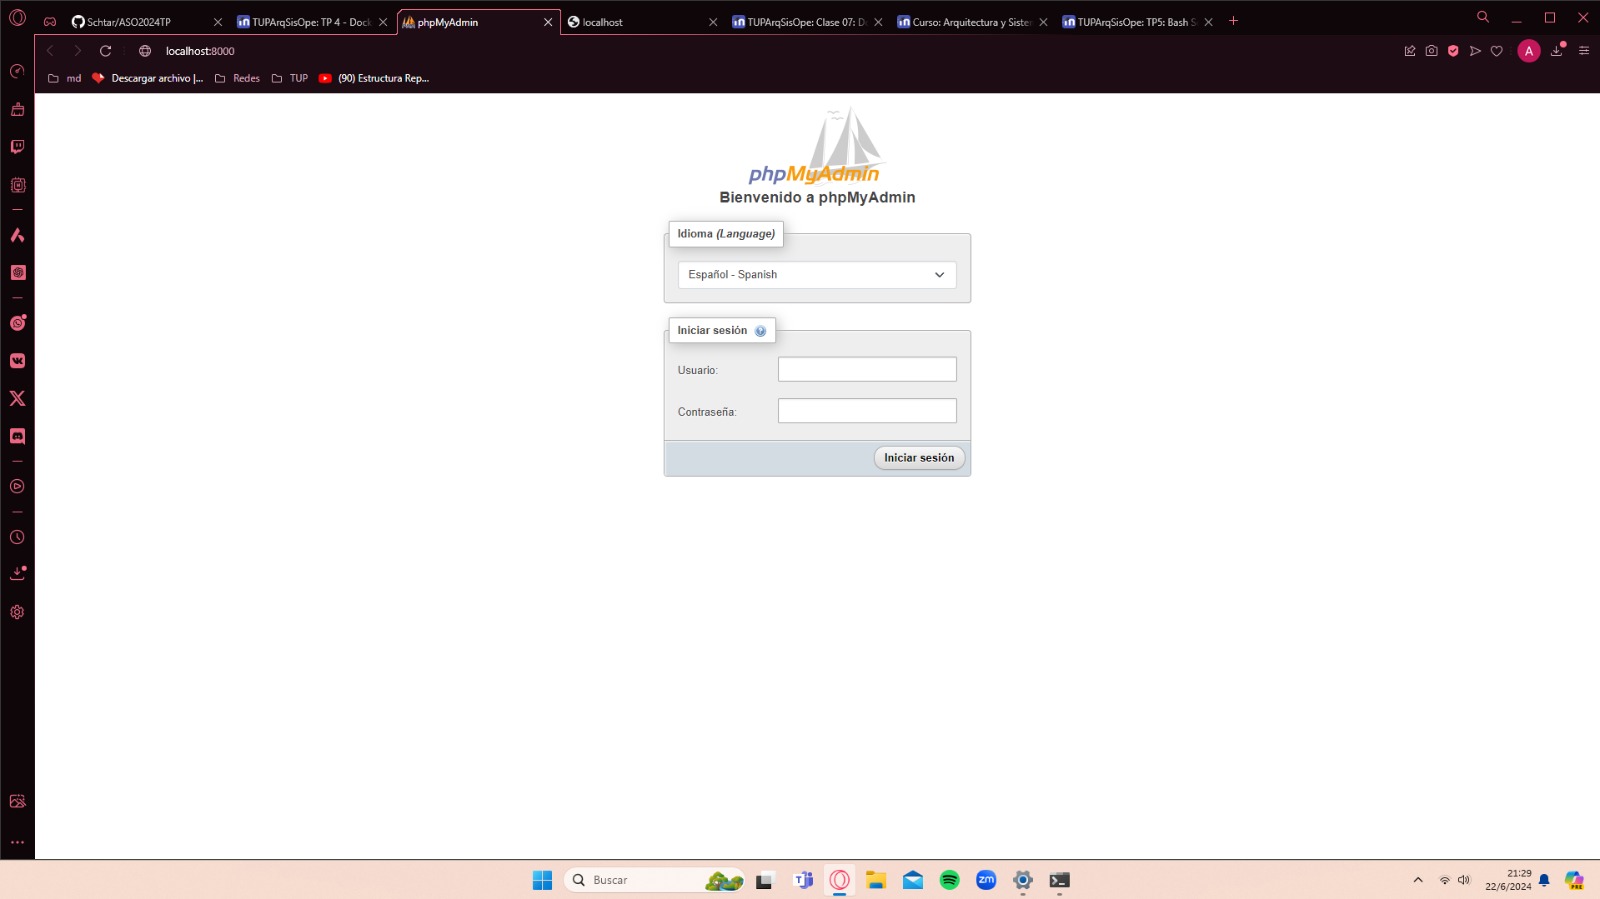 Schtar/ASO2024TP
TUPArqSisOpe: TP 4 - Dock
phpMyAdmin
localhost
TUPArqSisOpe: Clase 07: D
Curso: Arquitectura y Sister
TUPArqSisOpe: TP5: Bash S
localhost:8000
A
md
Descargar archivo |...
Redes
TUP
(90) Estructura Rep...
phpMyAdmin
Bienvenido a phpMyAdmin
Idioma (Language)
Español - Spanish
Iniciar sesión
Usuario:
Contraseña:
Iniciar sesión
Buscar
zm
21:29
22/6/2024
PRE